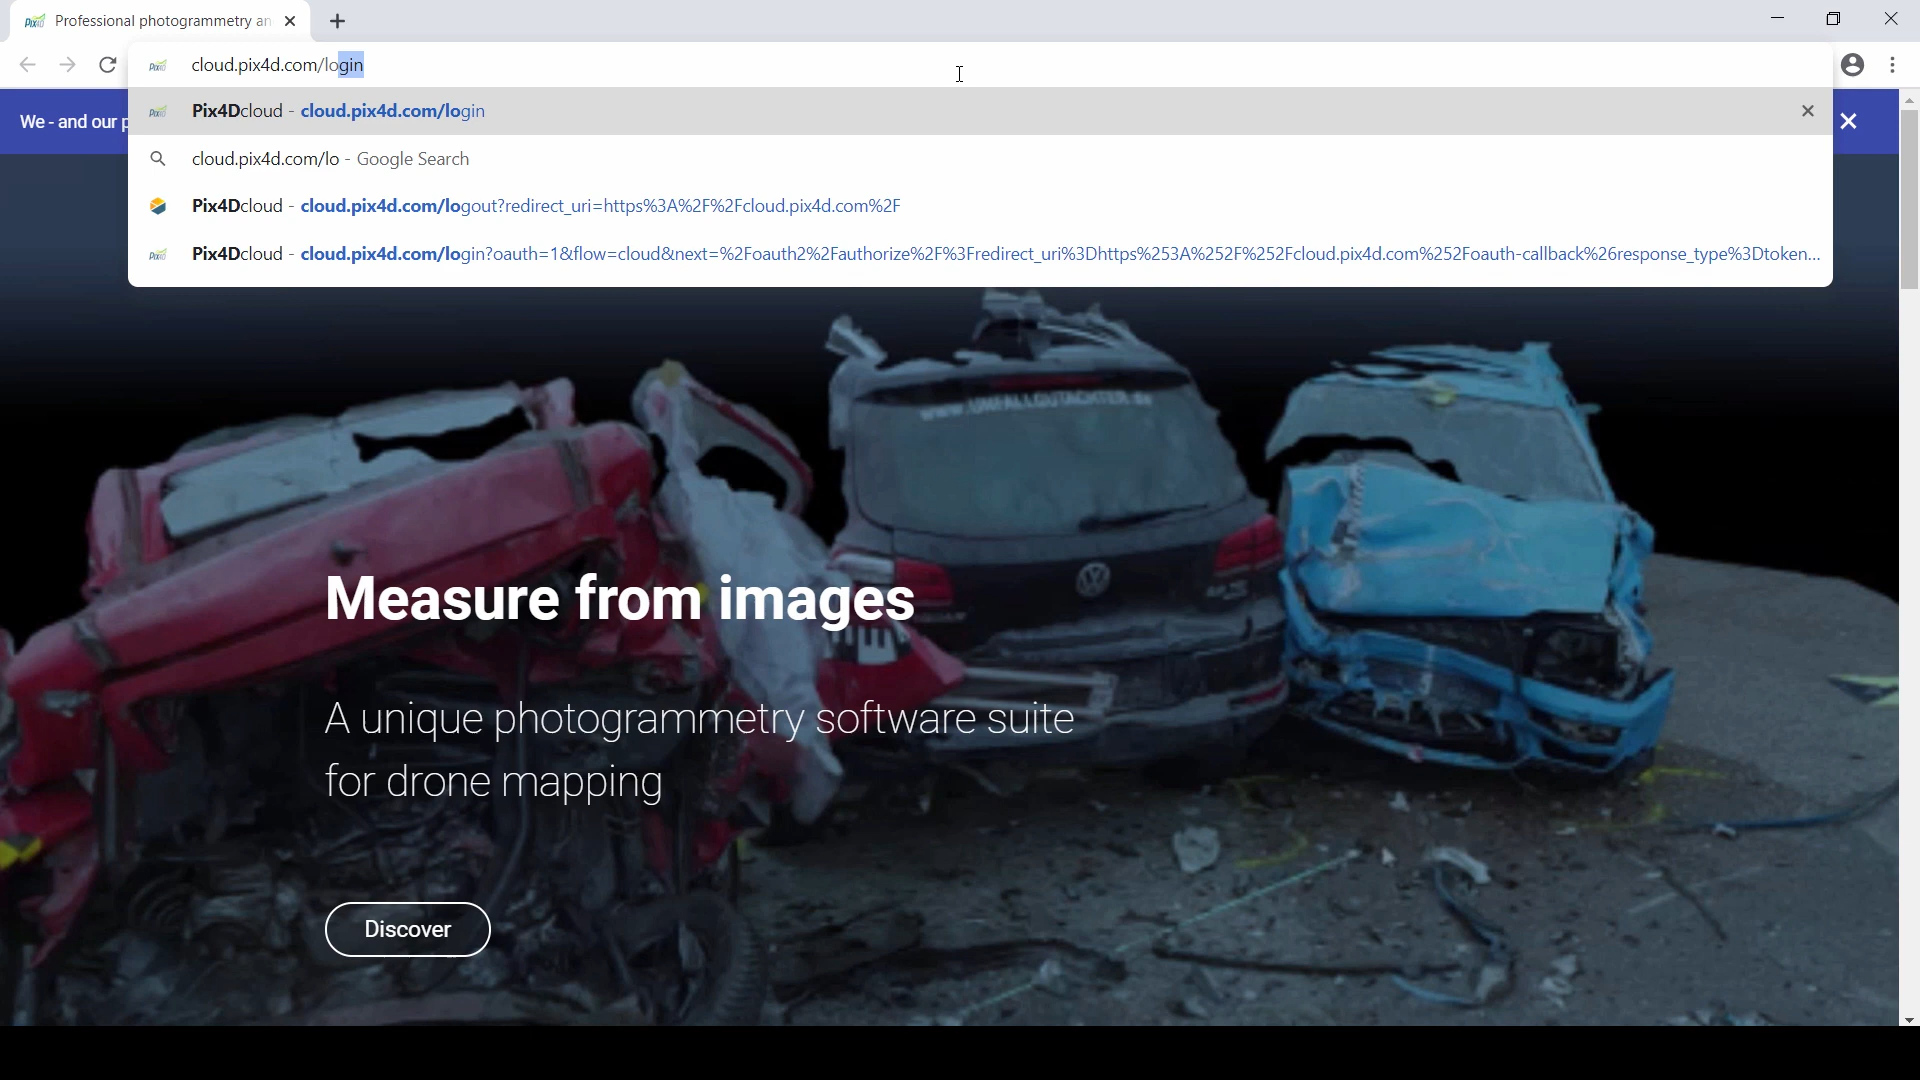 Professional photogrammetry an
cloud.pix4d.com/login
Pix4Dcloud - cloud.pix4d.com/login
cloud.pix4d.com/lo - Google Search
Pix4Dcloud - cloud.pix4d.com/logout?redirect_uri=https%3A%2F%2Fcloud.pix4d.com%2F
Pix4Dcloud - cloud.pix4d.com/login?oauth=1&flow=cloud&next=%2Foauth2%2Fauthorize%2F%3Fredirect_uri%3Dhttps%253A%252F%252Fcloud.pix4d.com%252Foauth-callback%26response_type%3Dtoken...
We - and our p
www.UNFALLGUTACHTER.de
Measure from images
A unique photogrammetry software suite
for drone mapping
Discover